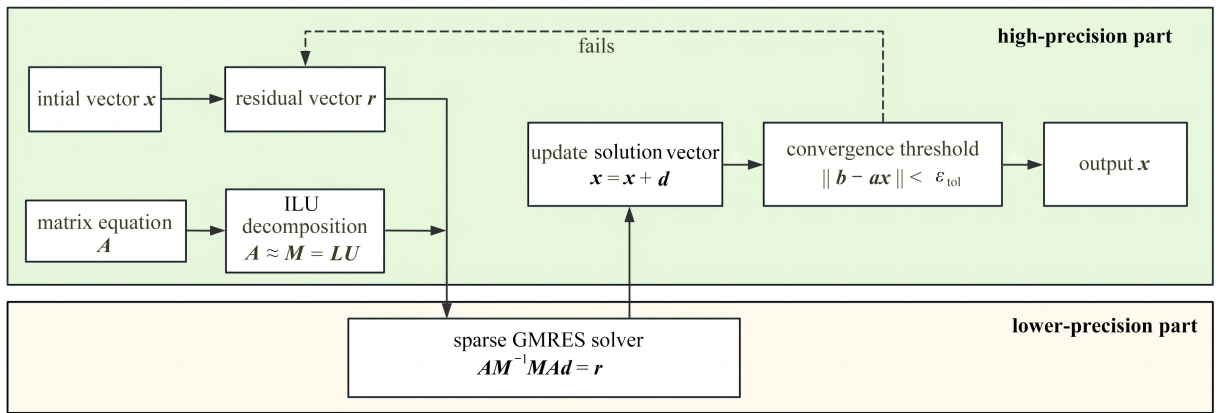 high-precision part
fails
intial vector x
residual vector r
update solution vector
x = x + d
convergence threshold
|| b − ax || < ε_tol
output x
matrix equation
A
ILU
decomposition
A ≈ M = LU
lower-precision part
sparse GMRES solver
AM⁻¹MAd = r